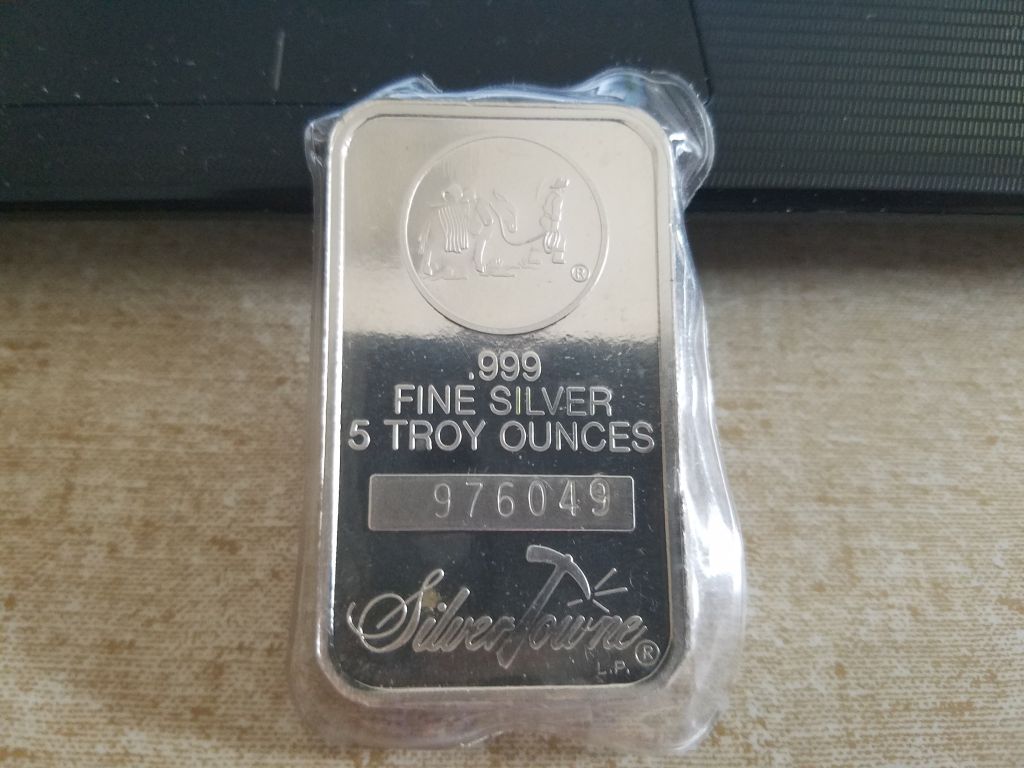 ®
.999
FINE SILVER
5 TROY OUNCES
976049
SilverTowne®
L.P.